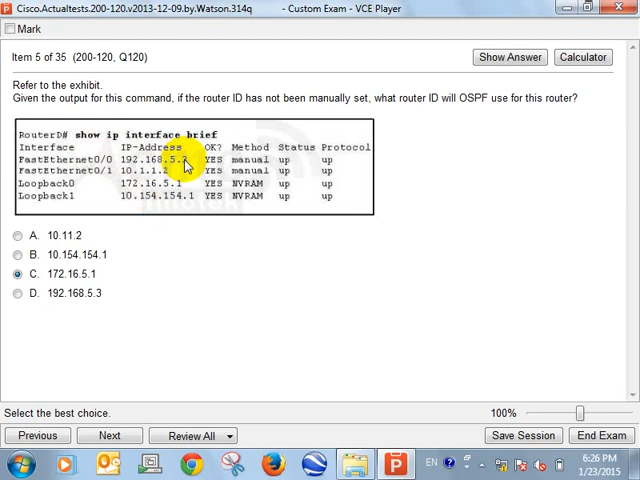 Cisco.Actualtests.200-120.v2013-12-09.by.Watson.314q - Custom Exam - VCE Player
Mark
Item 5 of 35 (200-120, Q120)
Show Answer
Calculator
Refer to the exhibit.
Given the output for this command, if the router ID has not been manually set, what router ID will OSPF use for this router?
RouterD# show ip interface brief
Interface IP-Address OK? Method Status Protocol
FastEthernet0/0 192.168.5.3 YES manual up up
FastEthernet0/1 10.1.1.2 YES manual up up
Loopback0 172.16.5.1 YES NVRAM up up
Loopback1 10.154.154.1 YES NVRAM up up
A. 10.11.2
B. 10.154.154.1
C. 172.16.5.1
D. 192.168.5.3
Select the best choice.
100%
Previous
Next
Review All
Save Session
End Exam
EN
6:26 PM
1/23/2015